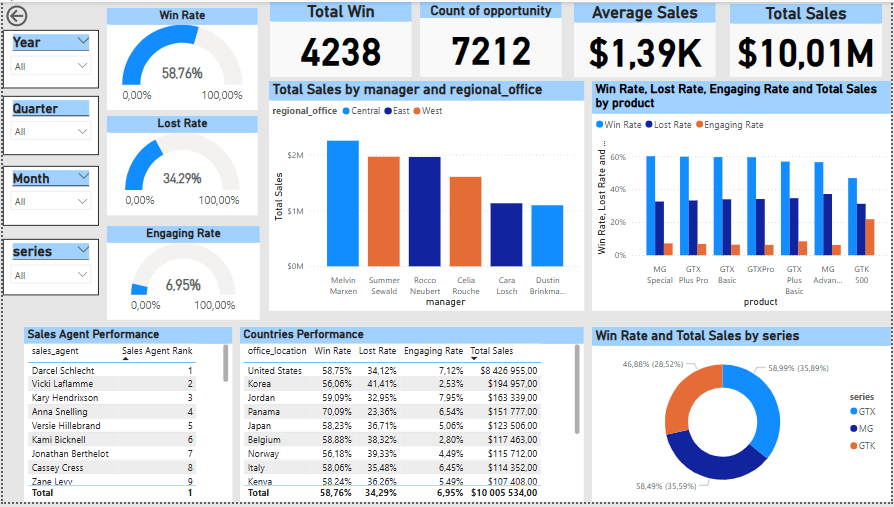 Year
All
Quarter
All
Month
All
series
All
Win Rate
58,76%
0,00% 100,00%
Lost Rate
34,29%
0,00% 100,00%
Engaging Rate
6,95%
0,00% 100,00%
Total Win
4238
Count of opportunity
7212
Average Sales
$1,39K
Total Sales
$10,01M
Total Sales by manager and regional_office
regional_office Central East West
Total Sales
$2M
$1M
$0M
Melvin Marxen
Summer Sewald
Rocco Neubert
Celia Rouche
Cara Losch
Dustin Brinkma...
manager
Win Rate, Lost Rate, Engaging Rate and Total Sales
by product
Win Rate Lost Rate Engaging Rate
Win Rate, Lost Rate and...
60%
40%
20%
0%
MG Special
GTX Plus Pro
GTX Basic
GTXPro
GTX Plus Basic
MG Advan...
GTK 500
product
Sales Agent Performance
sales_agent Sales Agent Rank
Darcel Schlecht 1
Vicki Laflamme 2
Kary Hendrixson 3
Anna Snelling 4
Versie Hillebrand 5
Kami Bicknell 6
Jonathan Berthelot 7
Cassey Cress 8
Zane Levy 9
Total 1
Countries Performance
office_location Win Rate Lost Rate Engaging Rate Total Sales
United States 58,75% 34,12% 7,12% $8 426 955,00
Korea 56,06% 41,41% 2,53% $194 957,00
Jordan 59,09% 32,95% 7,95% $163 339,00
Panama 70,09% 23,36% 6,54% $151 777,00
Japan 58,23% 36,71% 5,06% $123 506,00
Belgium 58,88% 38,32% 2,80% $117 463,00
Norway 56,18% 39,33% 4,49% $115 712,00
Italy 58,06% 35,48% 6,45% $114 352,00
Kenya 58,24% 36,26% 5,49% $107 408,00
Total 58,76% 34,29% 6,95% $10 005 534,00
Win Rate and Total Sales by series
46,88% (28,52%)
58,99% (35,89%)
58,49% (35,59%)
series
GTX
MG
GTK